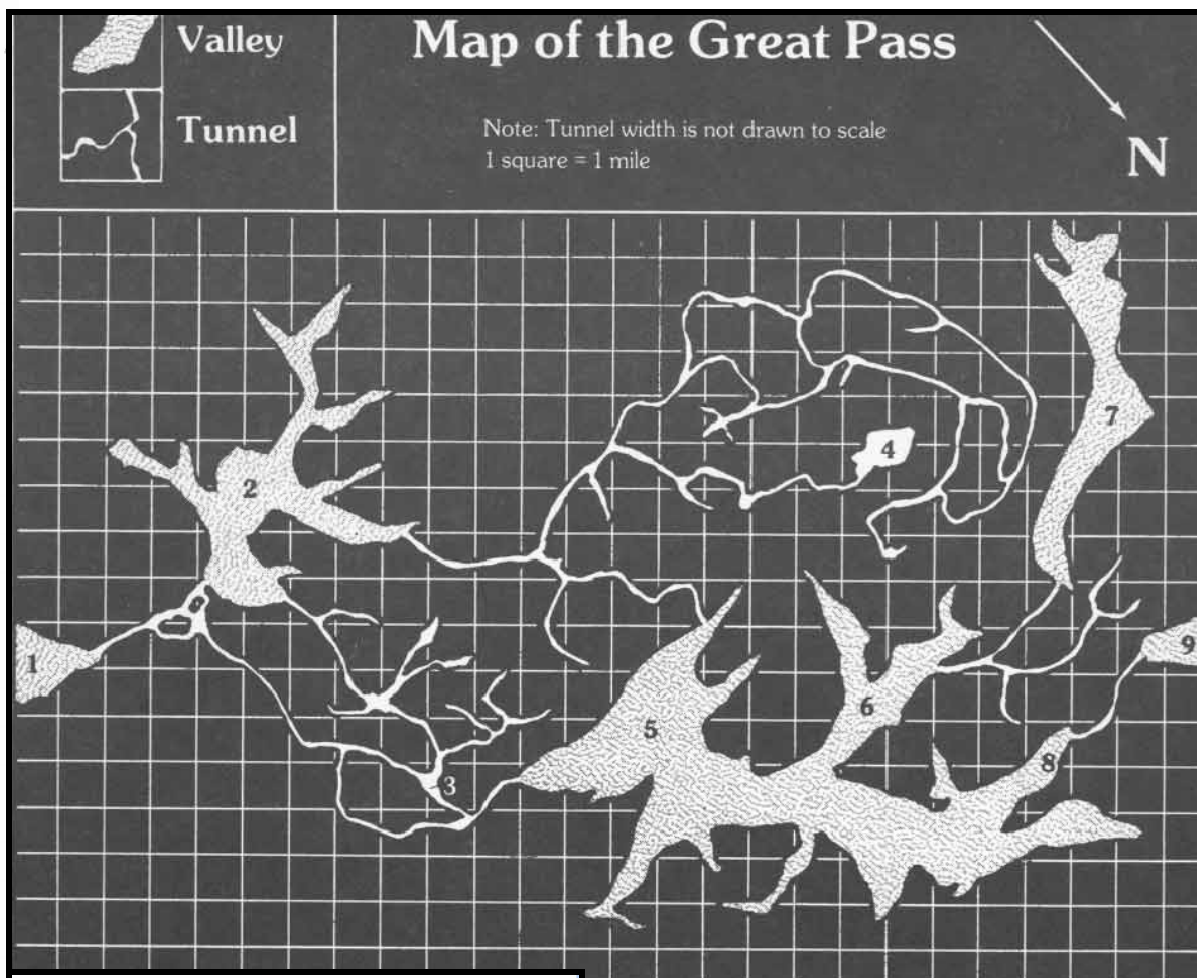 Valley
Map of the Great Pass
Tunnel
Note: Tunnel width is not drawn to scale
1 square = 1 mile
N
4
7
2
1
9
6
5
8
3